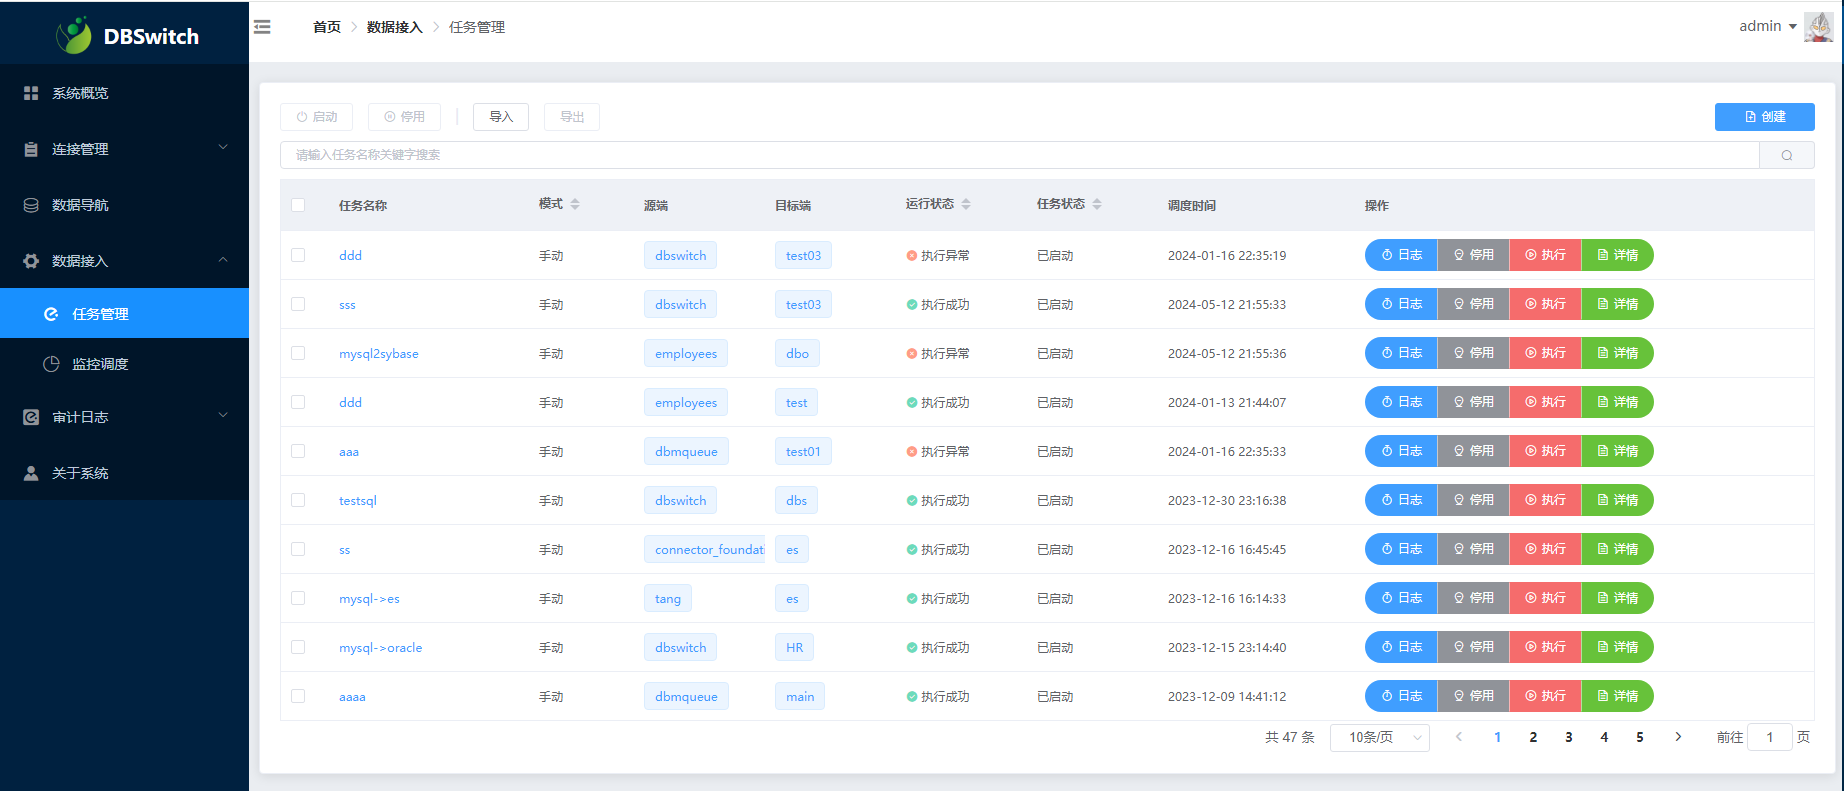 DBSwitch
首页 数据接入 任务管理
admin
系统概览
连接管理
数据导航
数据接入
任务管理
监控调度
审计日志
关于系统
启动 停用 导入 导出 创建
请输入任务名称关键字搜索
任务名称 模式 源端 目标端 运行状态 任务状态 调度时间 操作
ddd 手动 dbswitch test03 执行异常 已启动 2024-01-16 22:35:19 日志 停用 执行 详情
sss 手动 dbswitch test03 执行成功 已启动 2024-05-12 21:55:33 日志 停用 执行 详情
mysql2sybase 手动 employees dbo 执行异常 已启动 2024-05-12 21:55:36 日志 停用 执行 详情
ddd 手动 employees test 执行成功 已启动 2024-01-13 21:44:07 日志 停用 执行 详情
aaa 手动 dbmqueue test01 执行异常 已启动 2024-01-16 22:35:33 日志 停用 执行 详情
testsql 手动 dbswitch dbs 执行成功 已启动 2023-12-30 23:16:38 日志 停用 执行 详情
ss 手动 connector_foundati es 执行成功 已启动 2023-12-16 16:45:45 日志 停用 执行 详情
mysql->es 手动 tang es 执行成功 已启动 2023-12-16 16:14:33 日志 停用 执行 详情
mysql->oracle 手动 dbswitch HR 执行成功 已启动 2023-12-15 23:14:40 日志 停用 执行 详情
aaaa 手动 dbmqueue main 执行成功 已启动 2023-12-09 14:41:12 日志 停用 执行 详情
共 47 条 10条/页 1 2 3 4 5 前往 1 页